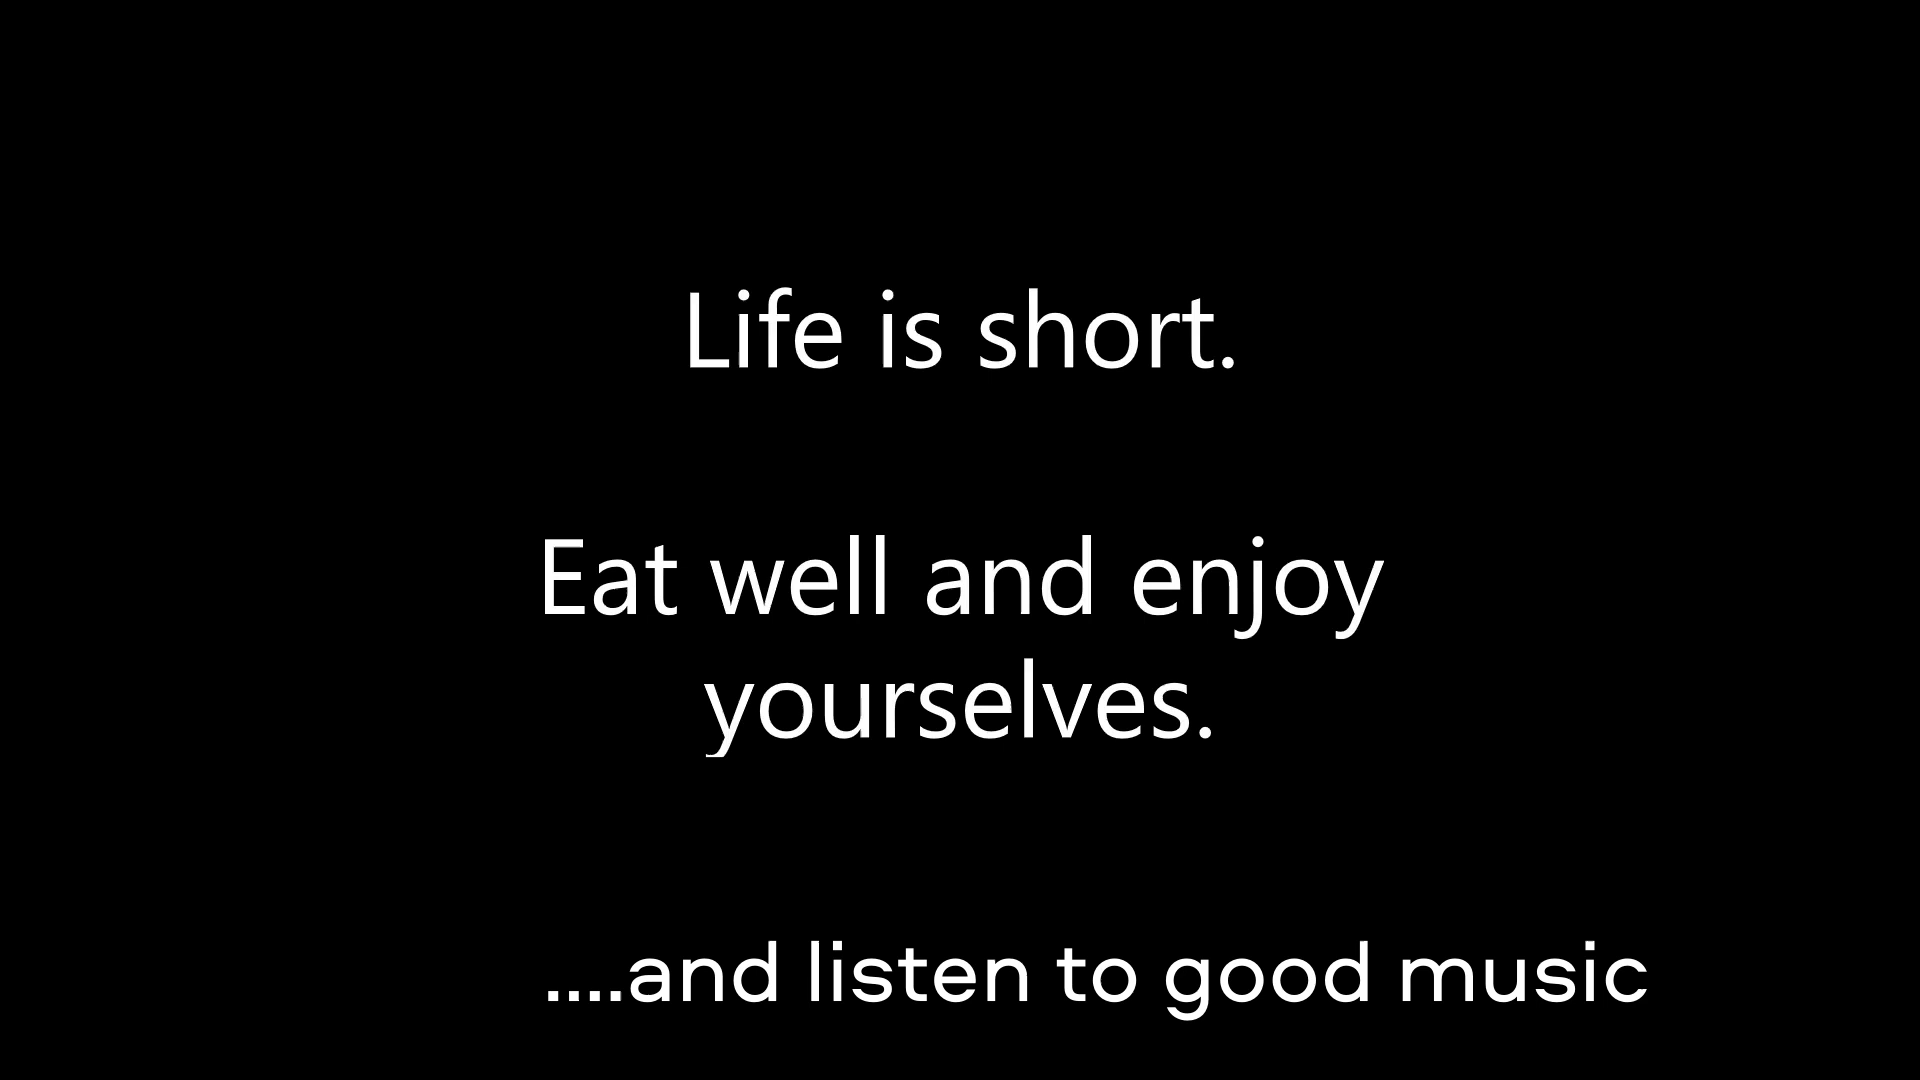 Life is short.
Eat well and enjoy
yourselves.
....and listen to good music